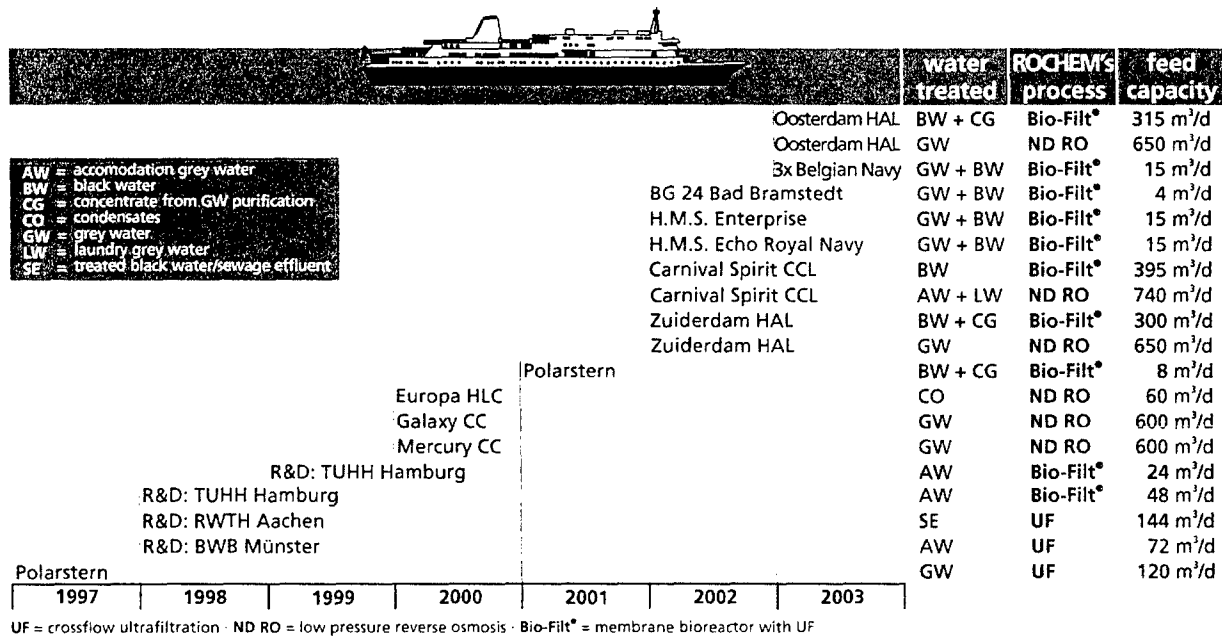 water ROCHEM's feed
treated process capacity
Oosterdam HAL BW + CG Bio-Filt® 315 m³/d
Oosterdam HAL GW ND RO 650 m³/d
3x Belgian Navy GW + BW Bio-Filt® 15 m³/d
BG 24 Bad Bramstedt GW + BW Bio-Filt® 4 m³/d
H.M.S. Enterprise GW + BW Bio-Filt® 15 m³/d
H.M.S. Echo Royal Navy GW + BW Bio-Filt® 15 m³/d
Carnival Spirit CCL BW Bio-Filt® 395 m³/d
Carnival Spirit CCL AW + LW ND RO 740 m³/d
Zuiderdam HAL BW + CG Bio-Filt® 300 m³/d
Zuiderdam HAL GW ND RO 650 m³/d
Polarstern BW + CG Bio-Filt® 8 m³/d
Europa HLC CO ND RO 60 m³/d
Galaxy CC GW ND RO 600 m³/d
Mercury CC GW ND RO 600 m³/d
R&D: TUHH Hamburg AW Bio-Filt® 24 m³/d
R&D: TUHH Hamburg AW Bio-Filt® 48 m³/d
R&D: RWTH Aachen SE UF 144 m³/d
R&D: BWB Münster AW UF 72 m³/d
Polarstern GW UF 120 m³/d
AW = accomodation grey water
BW = black water
CG = concentrate from GW purification
CO = condensates
GW = grey water
LW = laundry grey water
SE = treated black water/sewage effluent
1997 1998 1999 2000 2001 2002 2003
UF = crossflow ultrafiltration · ND RO = low pressure reverse osmosis · Bio-Filt® = membrane bioreactor with UF